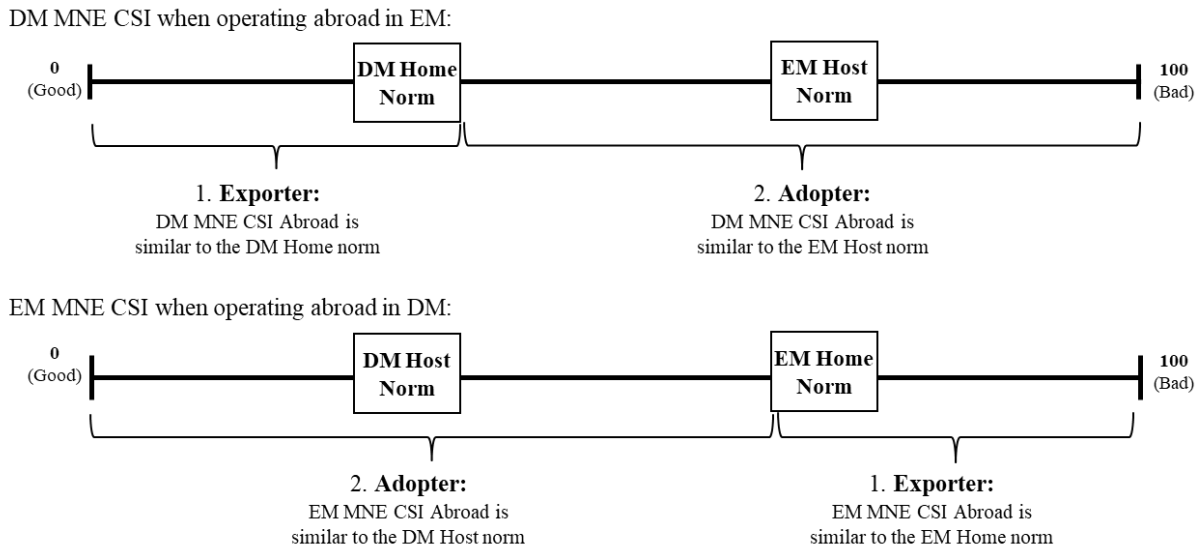 DM MNE CSI when operating abroad in EM:
0
(Good)
DM Home
Norm
EM Host
Norm
100
(Bad)
1. Exporter:
DM MNE CSI Abroad is
similar to the DM Home norm
2. Adopter:
DM MNE CSI Abroad is
similar to the EM Host norm
EM MNE CSI when operating abroad in DM:
0
(Good)
DM Host
Norm
EM Home
Norm
100
(Bad)
2. Adopter:
EM MNE CSI Abroad is
similar to the DM Host norm
1. Exporter:
EM MNE CSI Abroad is
similar to the EM Home norm